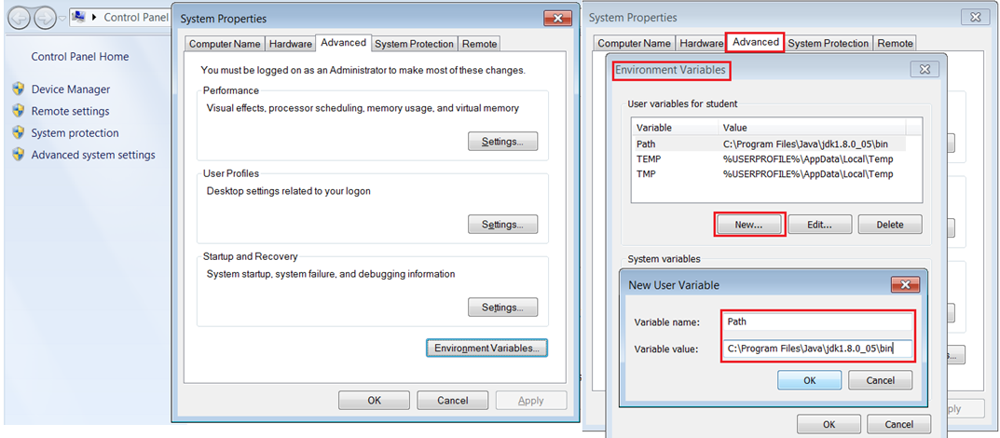 Control Panel
Control Panel Home
Device Manager
Remote settings
System protection
Advanced system settings
System Properties
Computer Name
Hardware
Advanced
System Protection
Remote
You must be logged on as an Administrator to make most of these changes.
Performance
Visual effects, processor scheduling, memory usage, and virtual memory
Settings...
User Profiles
Desktop settings related to your logon
Settings...
Startup and Recovery
System startup, system failure, and debugging information
Settings...
Environment Variables...
OK
Cancel
Apply
System Properties
Computer Name
Hardware
Advanced
System Protection
Remote
Environment Variables
User variables for student
Variable Value
Path C:\Program Files\Java\jdk1.8.0_05\bin
TEMP %USERPROFILE%\AppData\Local\Temp
TMP %USERPROFILE%\AppData\Local\Temp
New...
Edit...
Delete
System variables
New User Variable
Variable name: Path
Variable value: C:\Program Files\Java\jdk1.8.0_05\bin
OK
Cancel
OK
Cancel